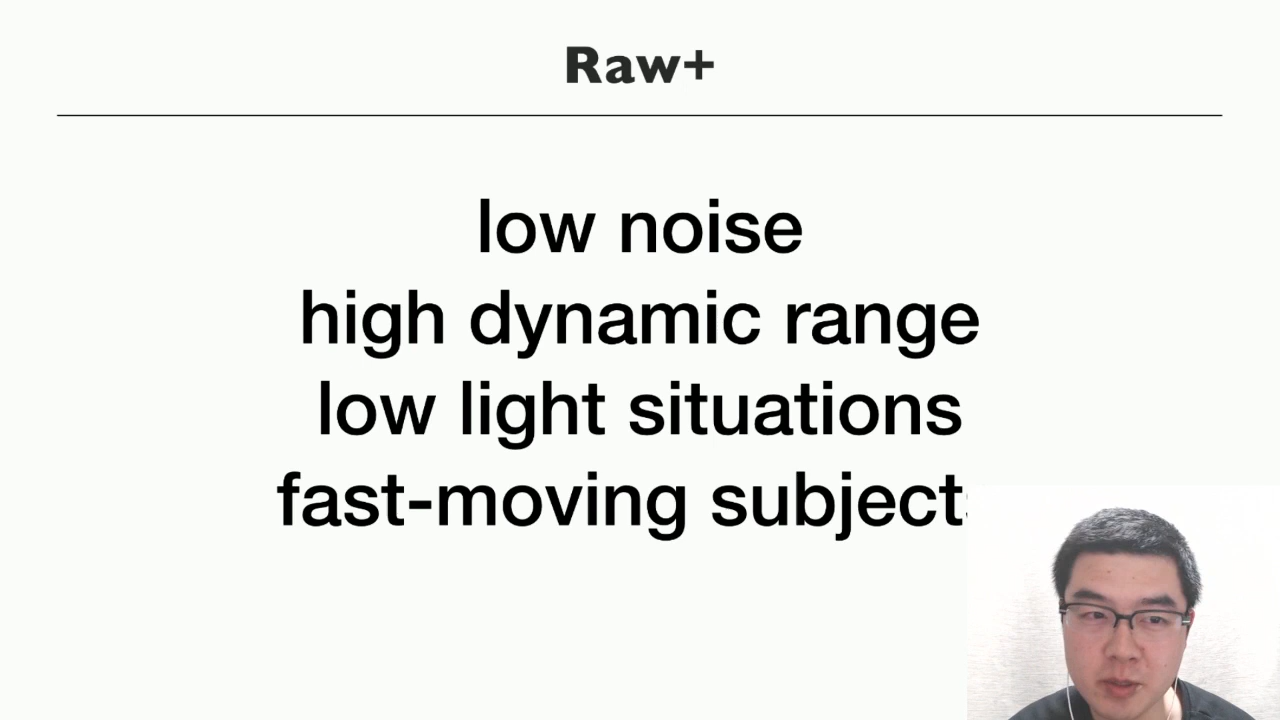 Raw+
low noise
high dynamic range
low light situations
fast-moving subjects